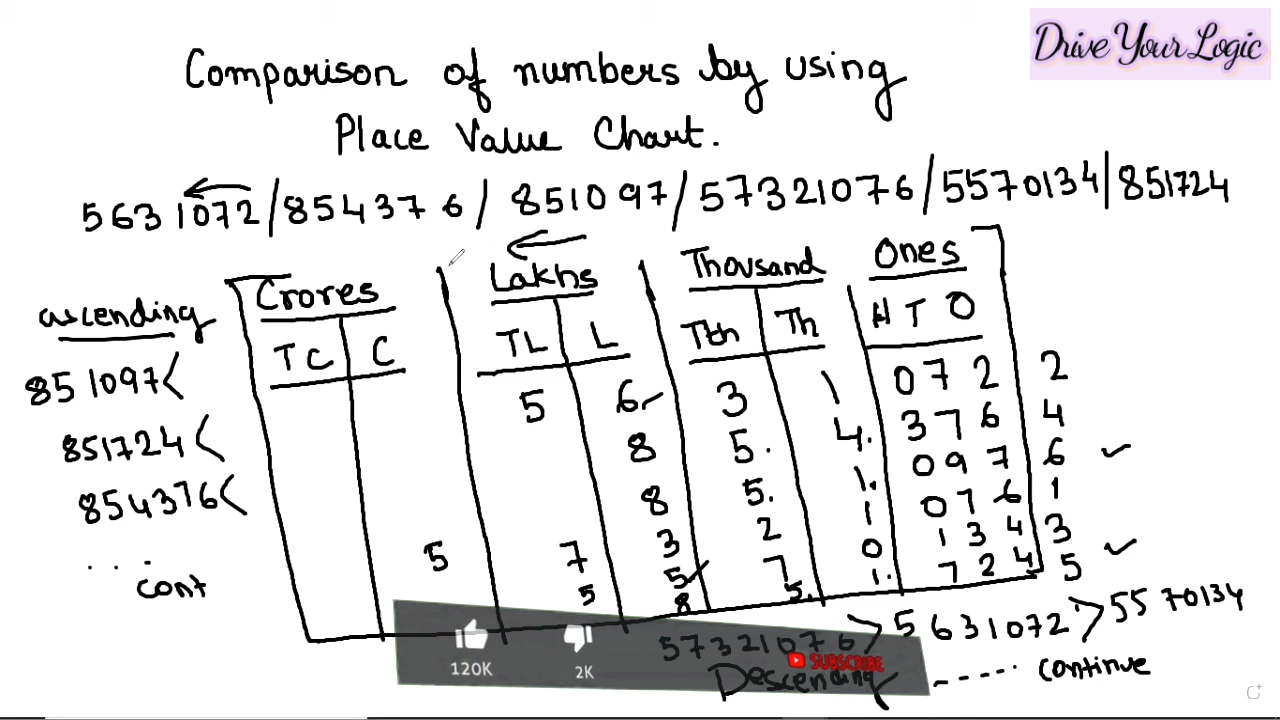 Drive Your Logic
Comparison of numbers by using
Place Value Chart.
5631072/854376/851097/57321076/5570134|851724
ascending
Crores Lakhs Thousand Ones
TC C TL L Tth Th H T O
5 6 3 1 0 7 2 2
8 5. 4. 3 7 6 4
8 5. 1. 0 9 7 6
5 7 3 2 1 0 7 6 1
5 5 7 0 1 3 4 3
8 5. 1. 7 2 4 5
851097<
851724<
854376<
...
cont
57321076>5631072>5570134
Descending ------ continue
120K 2K SUBSCRIBE